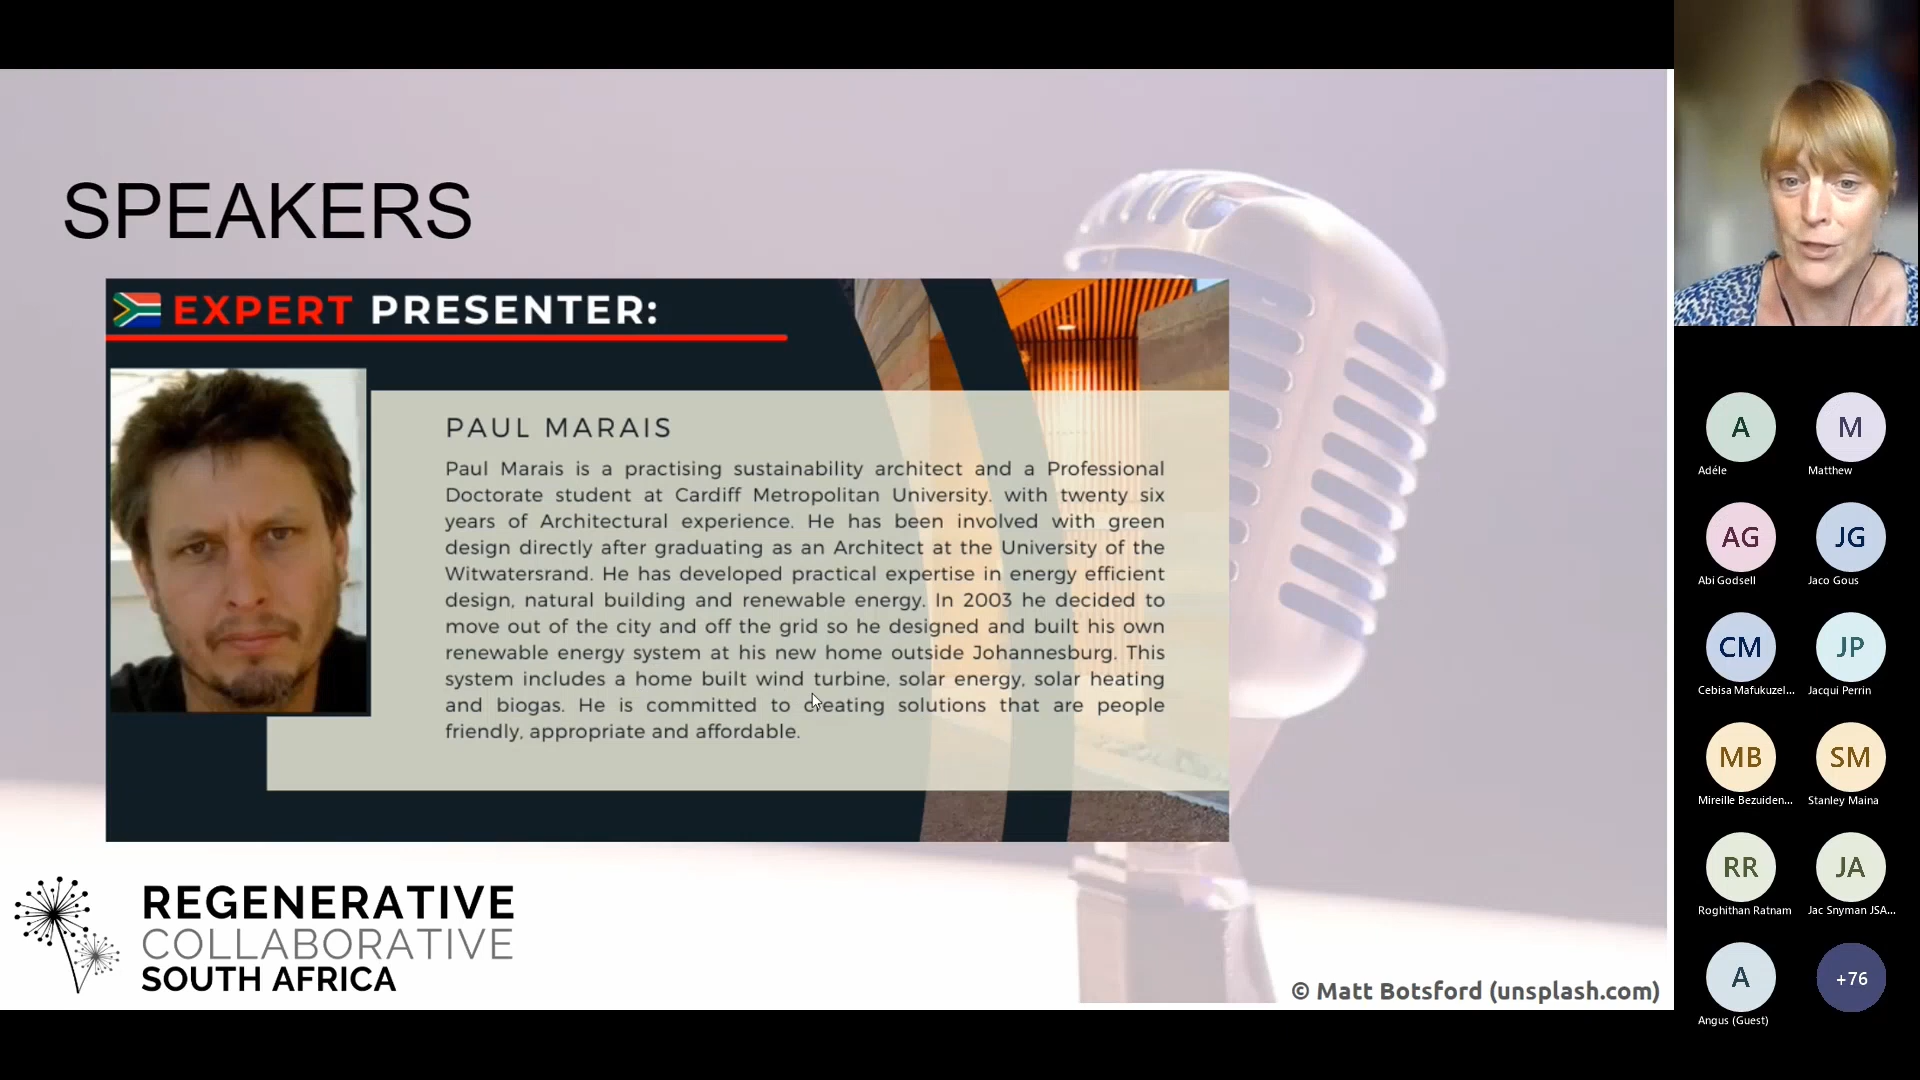 SPEAKERS
EXPERT PRESENTER:
PAUL MARAIS
Paul Marais is a practising sustainability architect and a Professional
Doctorate student at Cardiff Metropolitan University. with twenty six
years of Architectural experience. He has been involved with green
design directly after graduating as an Architect at the University of the
Witwatersrand. He has developed practical expertise in energy efficient
design, natural building and renewable energy. In 2003 he decided to
move out of the city and off the grid so he designed and built his own
renewable energy system at his new home outside Johannesburg. This
system includes a home built wind turbine, solar energy, solar heating
and biogas. He is committed to creating solutions that are people
friendly, appropriate and affordable.
REGENERATIVE
COLLABORATIVE
SOUTH AFRICA
© Matt Botsford (unsplash.com)
A
M
Adéle
Matthew
AG
JG
Abi Godsell
Jaco Gous
CM
JP
Cebisa Mafukuzel...
Jacqui Perrin
MB
SM
Mireille Bezuiden...
Stanley Maina
RR
JA
Roghithan Ratnam
Jac Snyman JSA...
A
+76
Angus (Guest)